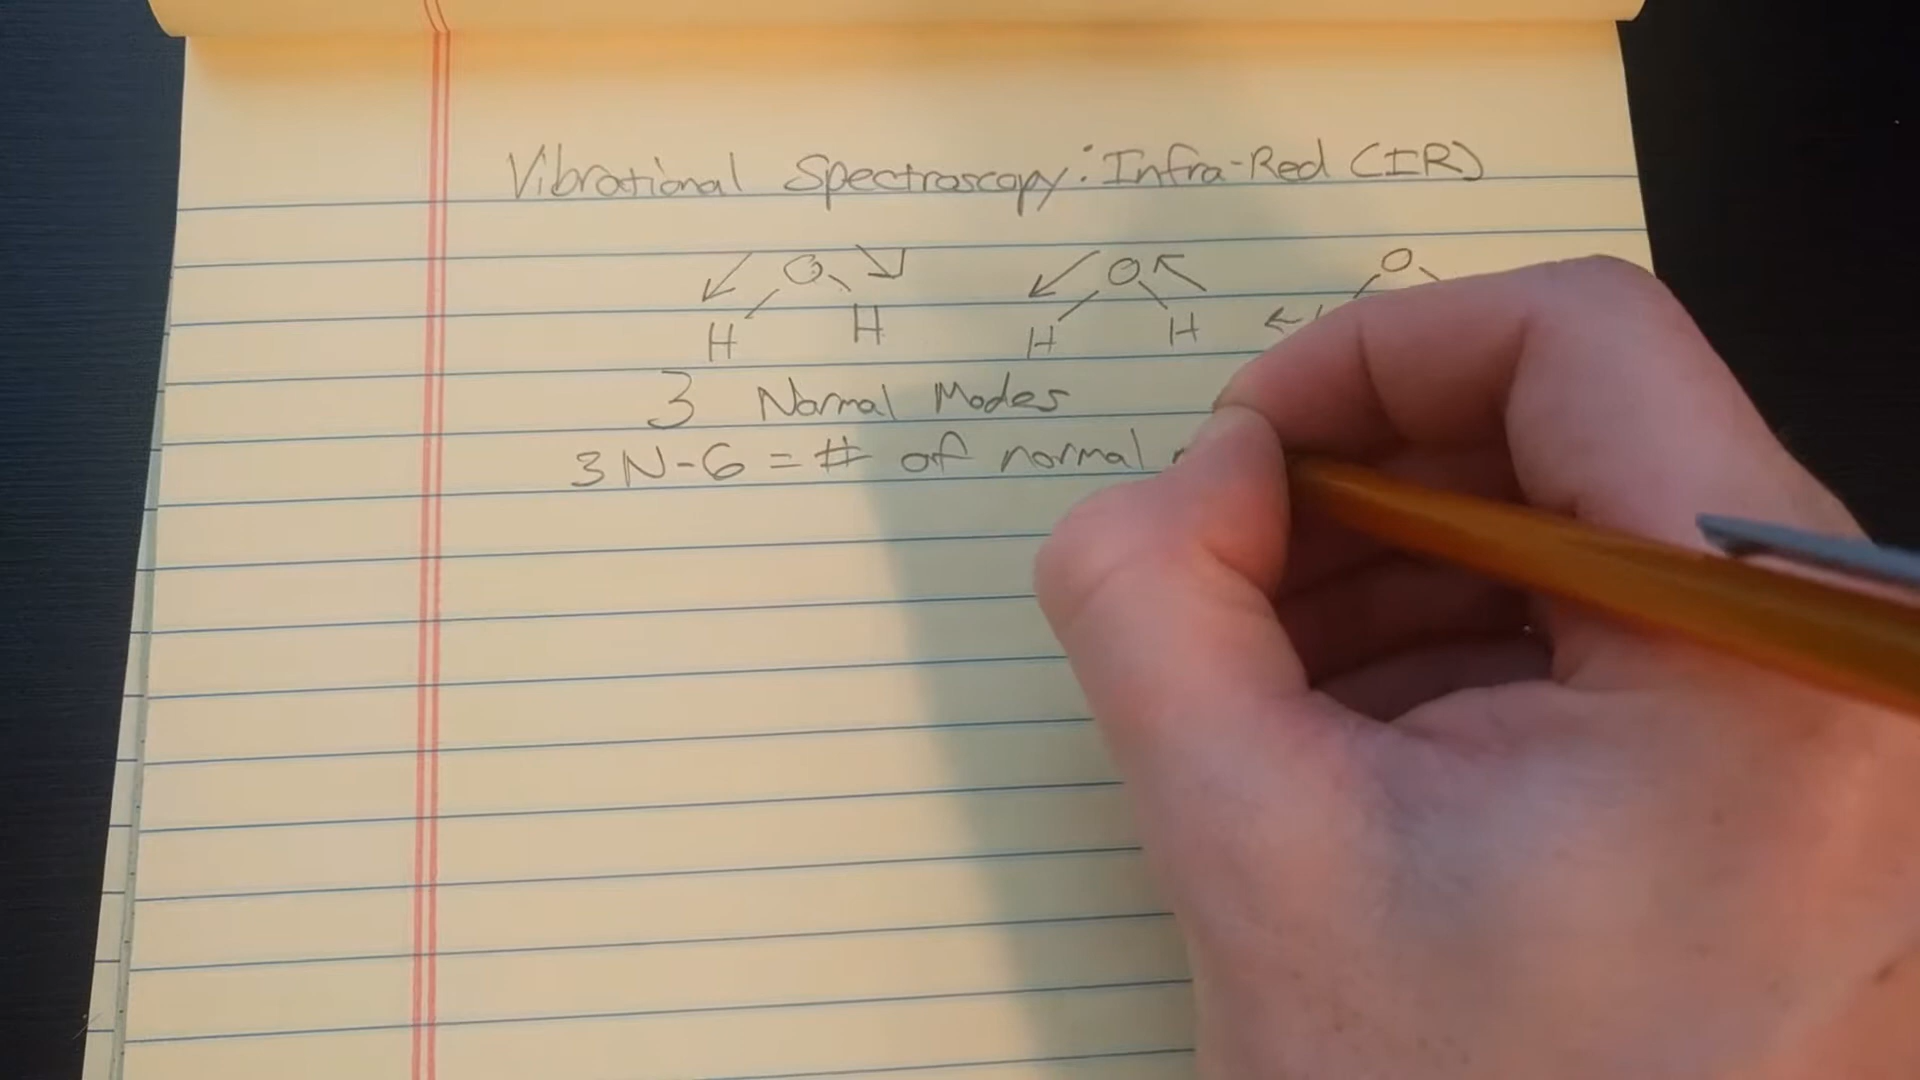 Vibrational Spectroscopy: Infra-Red (IR)
O O O
H H H H
3 Normal Modes
3N-6 = # of normal